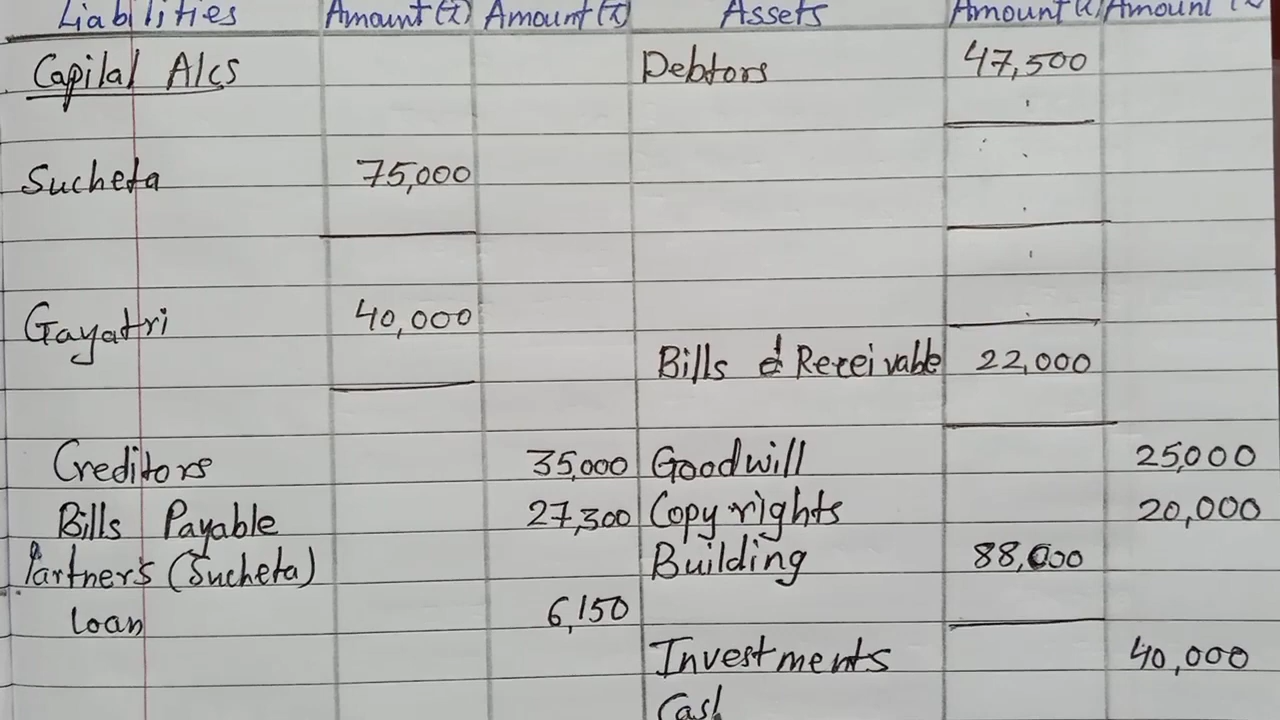 Liabilities Amount (₹) Amount (₹) Assets Amount (₹) Amount (₹)
Capital A/cs Debtors 47,500
Sucheta 75,000
Gayatri 40,000
Bills & Receivable 22,000
Creditors 35,000 Goodwill 25,000
Bills Payable 27,300 Copyrights 20,000
Partner's (Sucheta) Building 88,000
loan 6,150
Investments 40,000
Cash